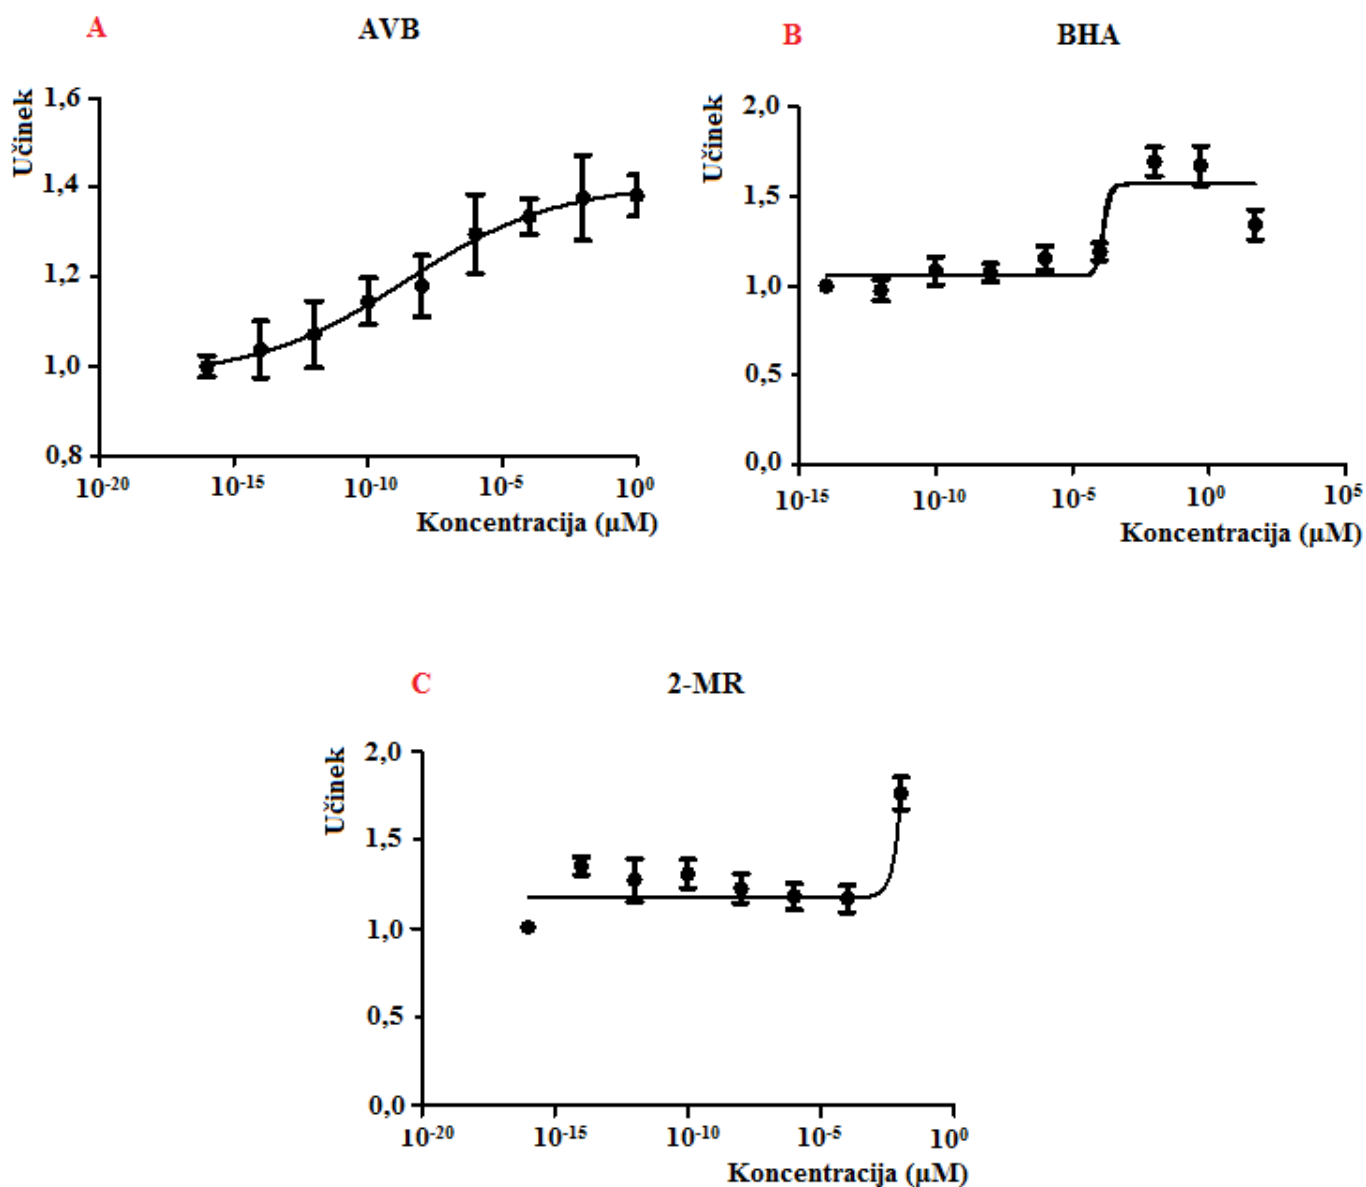 A
AVB
Učinek
1,6
1,4
1,2
1,0
0,8
10⁻²⁰
10⁻¹⁵
10⁻¹⁰
10⁻⁵
10⁰
Koncentracija (µM)
B
BHA
Učinek
2,0
1,5
1,0
0,5
0,0
10⁻¹⁵
10⁻¹⁰
10⁻⁵
10⁰
10⁵
Koncentracija (µM)
C
2-MR
Učinek
2,0
1,5
1,0
0,5
0,0
10⁻²⁰
10⁻¹⁵
10⁻¹⁰
10⁻⁵
10⁰
Koncentracija (µM)